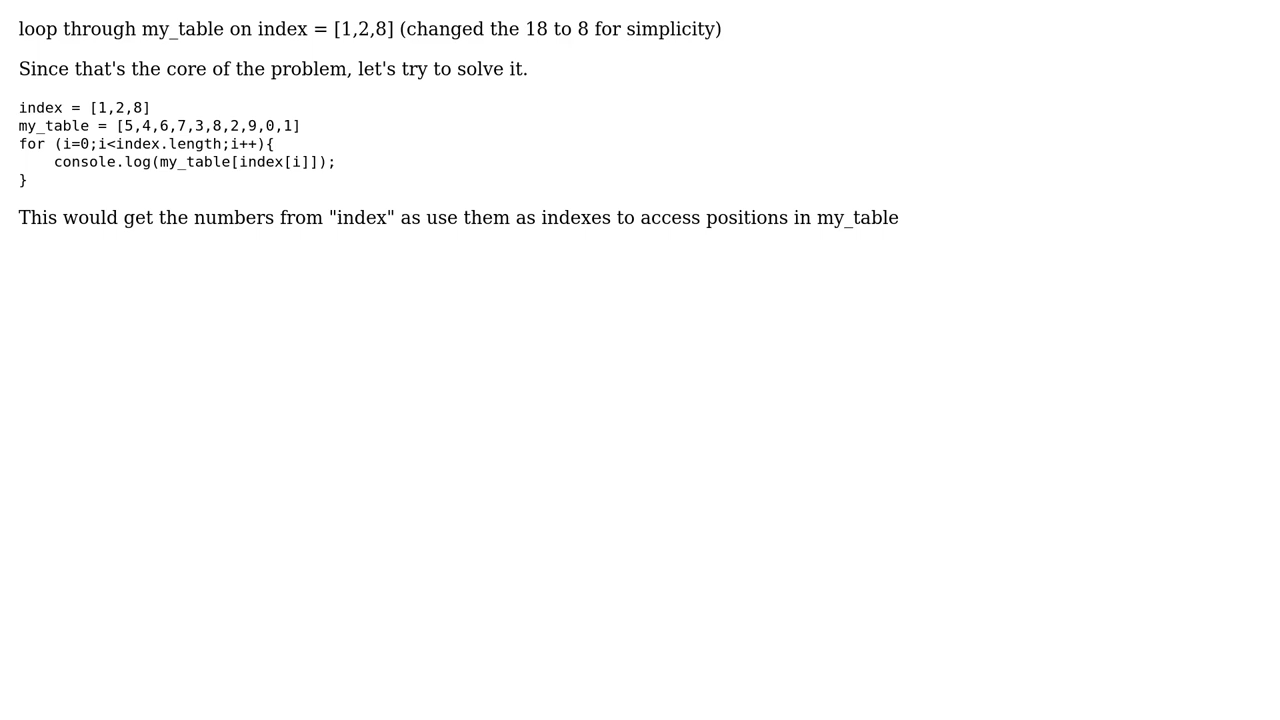 loop through my_table on index = [1,2,8] (changed the 18 to 8 for simplicity)
Since that's the core of the problem, let's try to solve it.
index = [1,2,8]
my_table = [5,4,6,7,3,8,2,9,0,1]
for (i=0;i<index.length;i++){
    console.log(my_table[index[i]]);
}
This would get the numbers from "index" as use them as indexes to access positions in my_table